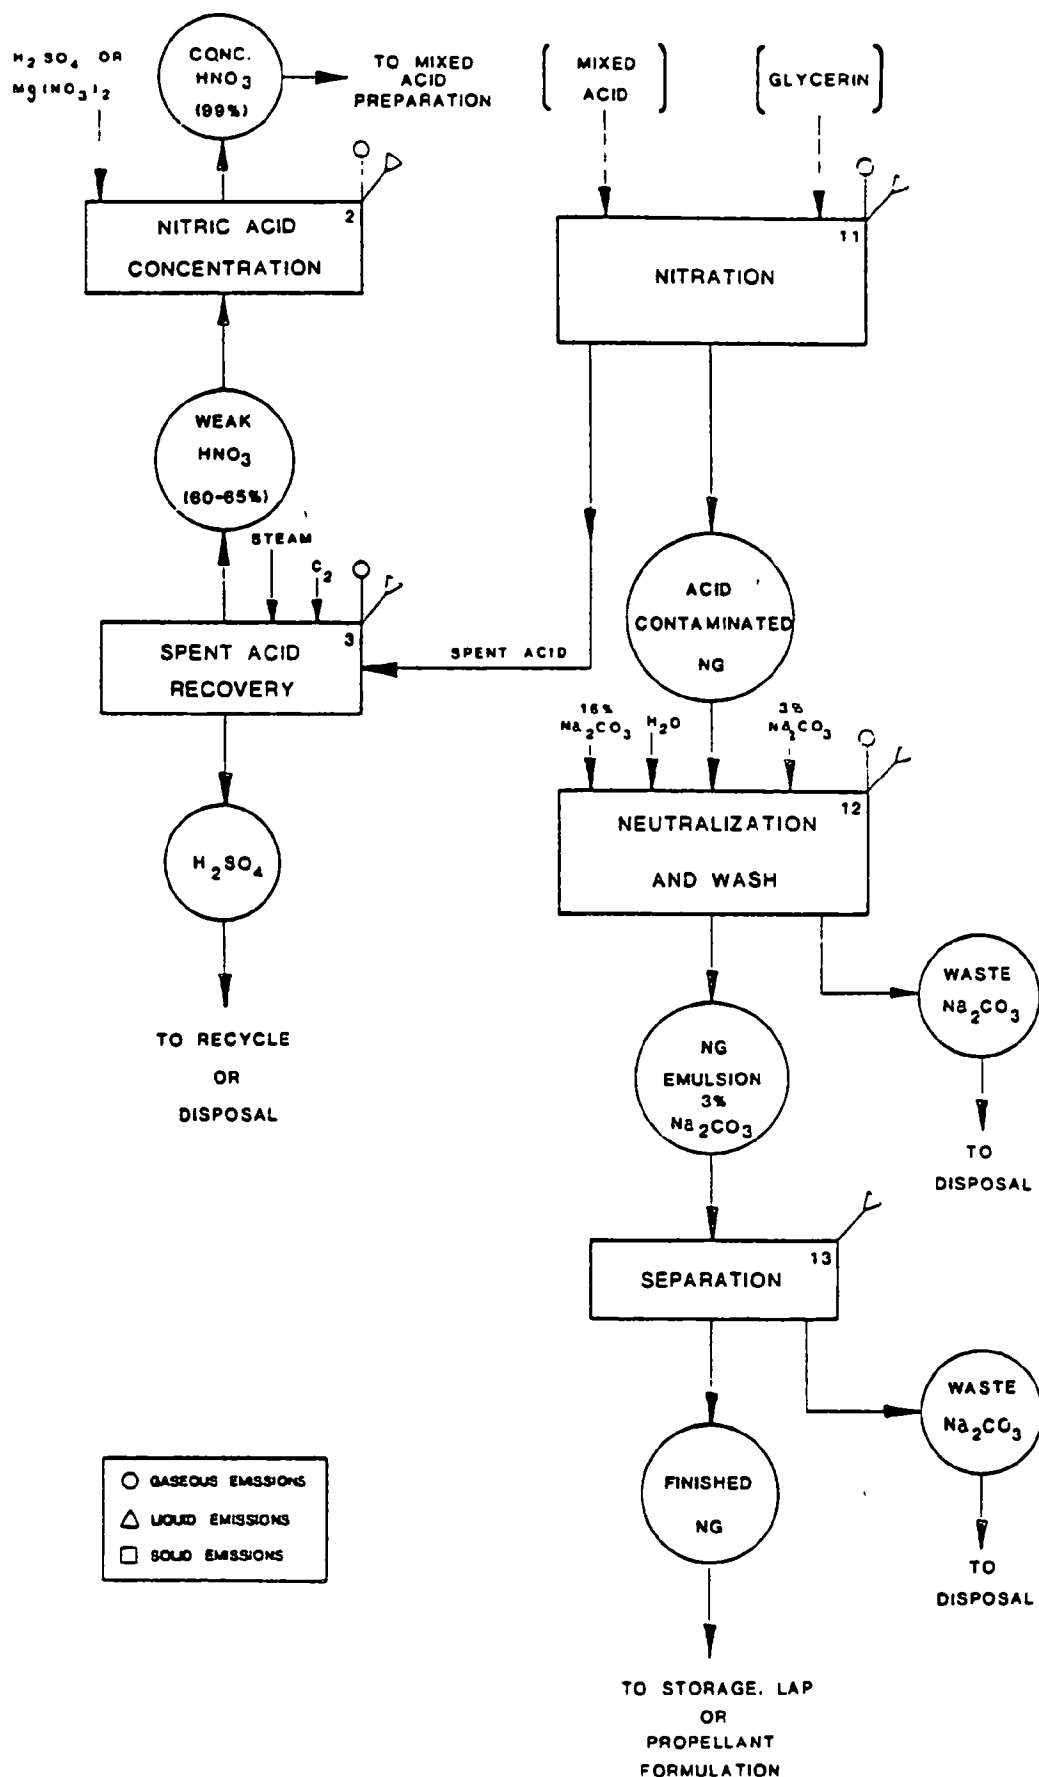 H2SO4 OR
Mg(NO3)2
CONC.
HNO3
(99%)
TO MIXED
ACID
PREPARATION
2
NITRIC ACID
CONCENTRATION
WEAK
HNO3
(60-65%)
STEAM
C2
3
SPENT ACID
RECOVERY
SPENT ACID
H2SO4
TO RECYCLE
OR
DISPOSAL
MIXED
ACID
GLYCERIN
11
NITRATION
ACID
CONTAMINATED
NG
16%
Na2CO3
H2O
3%
Na2CO3
12
NEUTRALIZATION
AND WASH
WASTE
Na2CO3
TO
DISPOSAL
NG
EMULSION
3%
Na2CO3
13
SEPARATION
WASTE
Na2CO3
TO
DISPOSAL
FINISHED
NG
TO STORAGE, LAP
OR
PROPELLANT
FORMULATION
GASEOUS EMISSIONS
LIQUID EMISSIONS
SOLID EMISSIONS